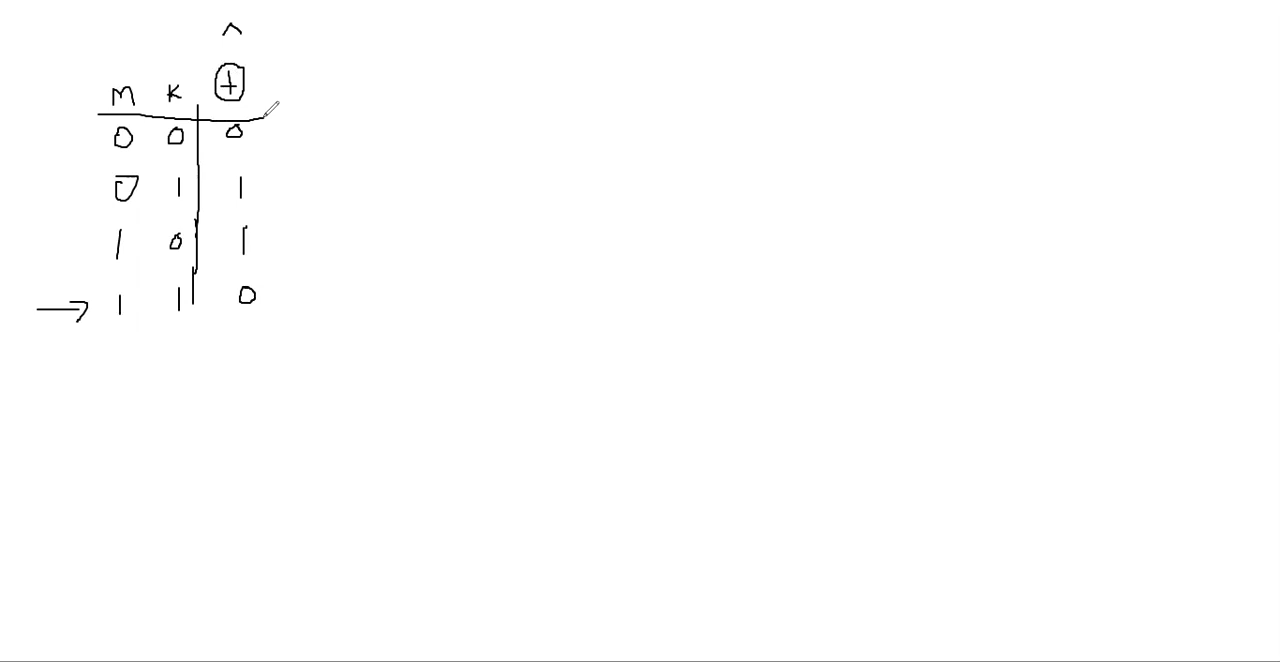 ^
M K ⊕
0 0 0
0 1 1
1 0 1
→ 1 1 0